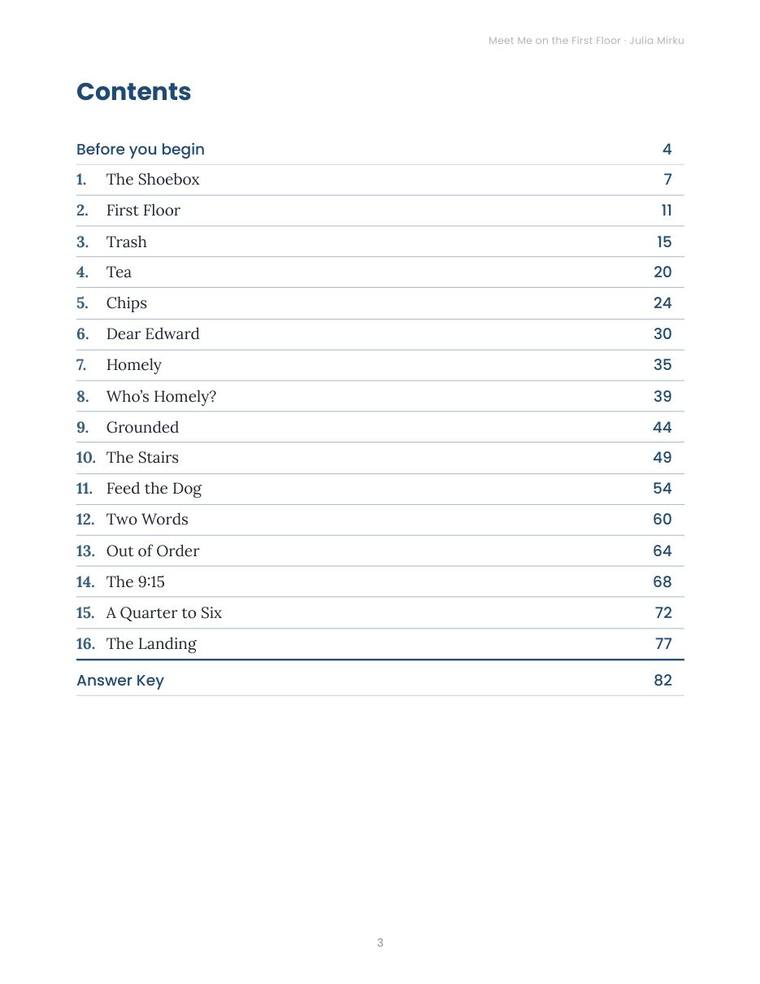 Meet Me on the First Floor · Julia Mirku
Contents
Before you begin 4
1. The Shoebox 7
2. First Floor 11
3. Trash 15
4. Tea 20
5. Chips 24
6. Dear Edward 30
7. Homely 35
8. Who’s Homely? 39
9. Grounded 44
10. The Stairs 49
11. Feed the Dog 54
12. Two Words 60
13. Out of Order 64
14. The 9:15 68
15. A Quarter to Six 72
16. The Landing 77
Answer Key 82
3